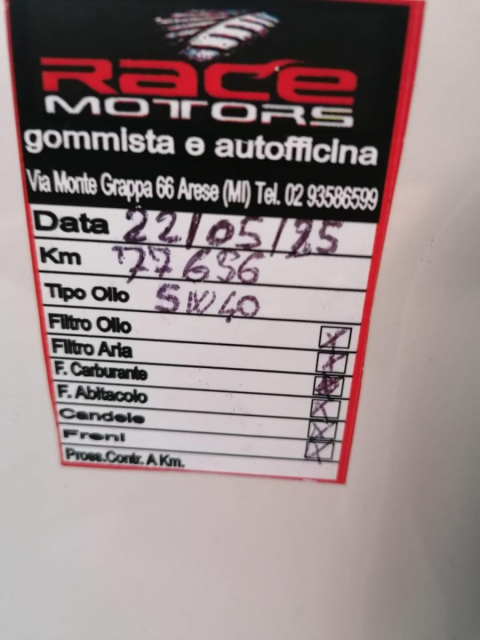 Race
MOTTORS
gommista e autofficina
Via Monte Grappa 66 Arese (MI) Tel. 02 93586599
Data 22/05/25
Km 177656
Tipo Olio 5W40
Filtro Olio
Filtro Aria
F. Carburante
F. Abitacolo
Candele
Freni
Pross.Contr. A Km.